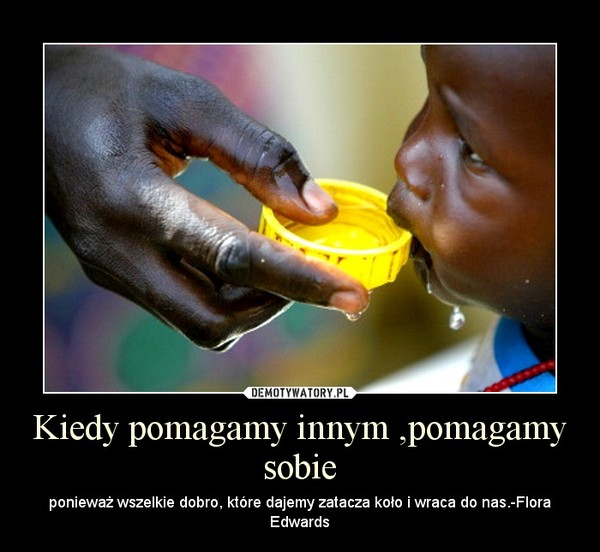 DEMOTYWATORY.PL
Kiedy pomagamy innym ,pomagamy
sobie
ponieważ wszelkie dobro, które dajemy zatacza koło i wraca do nas.-Flora
Edwards